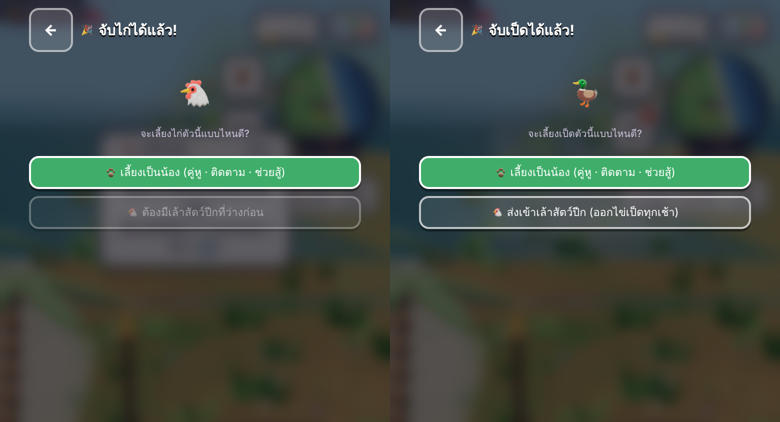 จับไก่ได้แล้ว!
จะเลี้ยงไก่ตัวนี้แบบไหนดี?
เลี้ยงเป็นน้อง (คู่หู · ติดตาม · ช่วยสู้)
ต้องมีเล้าสัตว์ปีกที่ว่างก่อน
จับเป็ดได้แล้ว!
จะเลี้ยงเป็ดตัวนี้แบบไหนดี?
เลี้ยงเป็นน้อง (คู่หู · ติดตาม · ช่วยสู้)
ส่งเข้าเล้าสัตว์ปีก (ออกไข่เป็ดทุกเช้า)